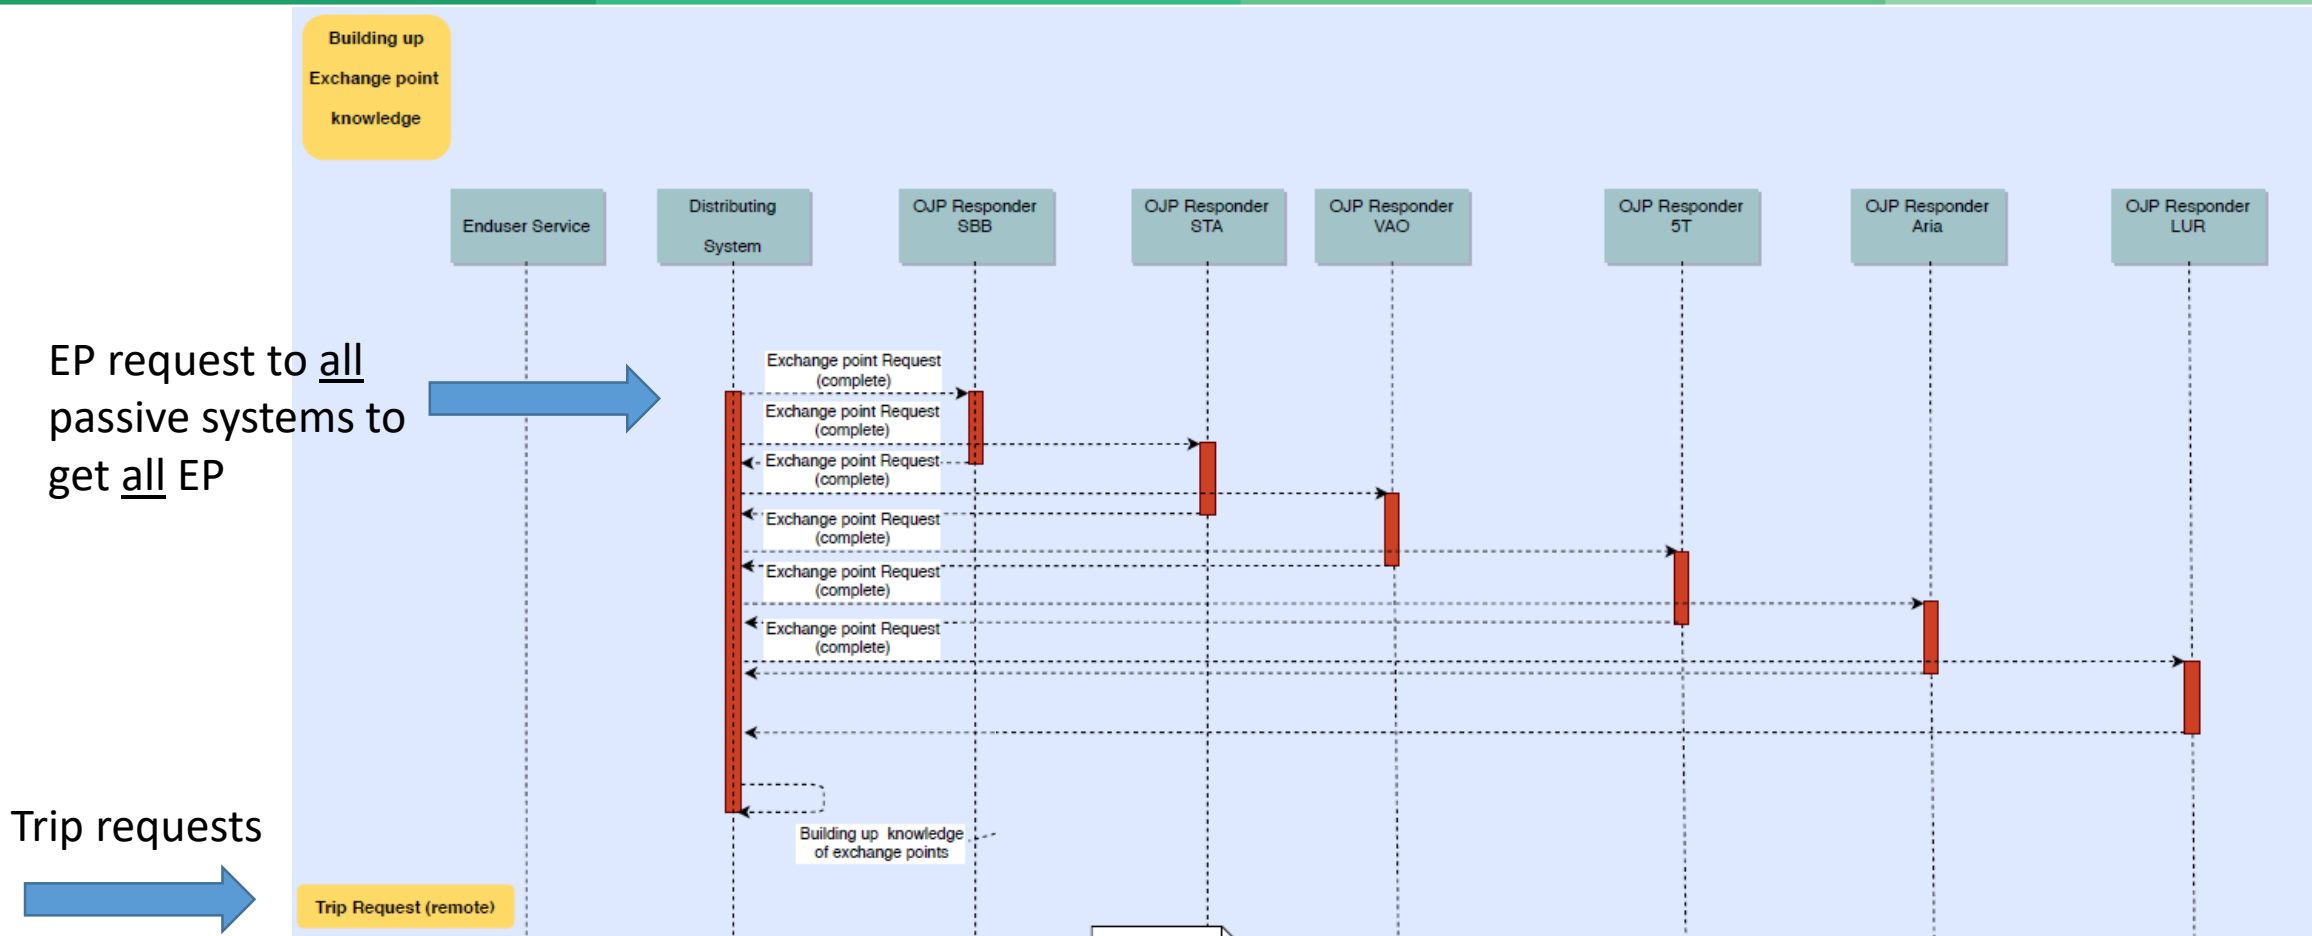 Building up
Exchange point
knowledge
Enduser Service
Distributing
System
OJP Responder
SBB
OJP Responder
STA
OJP Responder
VAO
OJP Responder
5T
OJP Responder
Aria
OJP Responder
LUR
EP request to all
passive systems to
get all EP
Exchange point Request
(complete)
Exchange point Request
(complete)
Exchange point Request
(complete)
Exchange point Request
(complete)
Exchange point Request
(complete)
Exchange point Request
(complete)
Building up knowledge
of exchange points
Trip requests
Trip Request (remote)